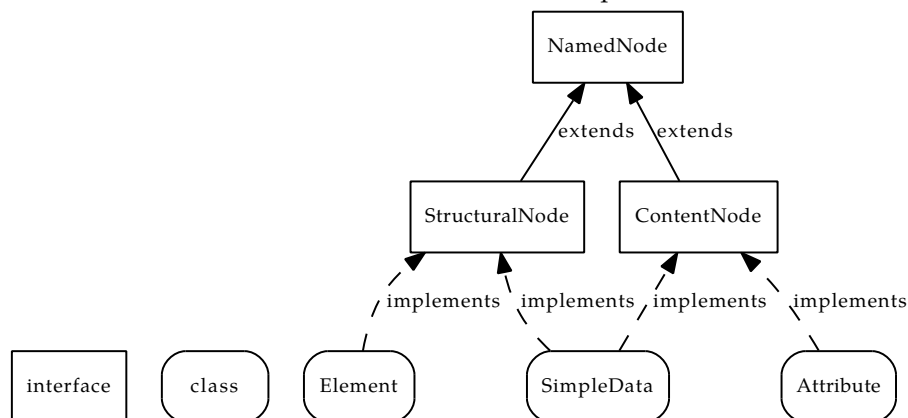 NamedNode
extends extends
StructuralNode ContentNode
implements implements implements implements
interface class Element SimpleData Attribute